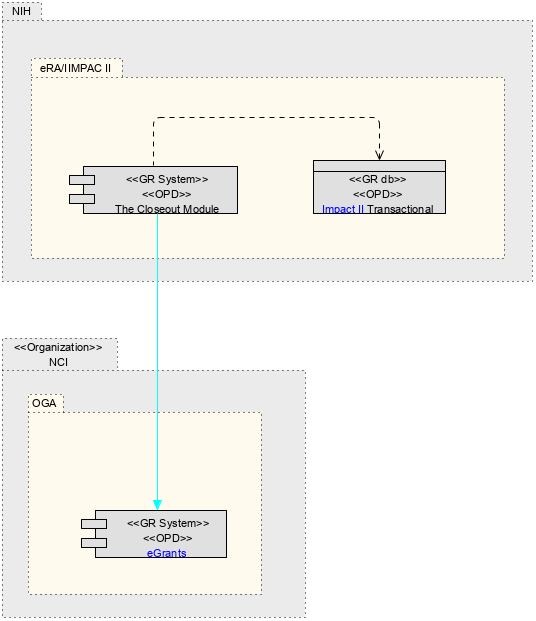 NIH
eRA/IIMPAC II
<<GR System>>
<<OPD>>
The Closeout Module
<<GR db>>
<<OPD>>
Impact II Transactional
<<Organization>>
NCI
OGA
<<GR System>>
<<OPD>>
eGrants